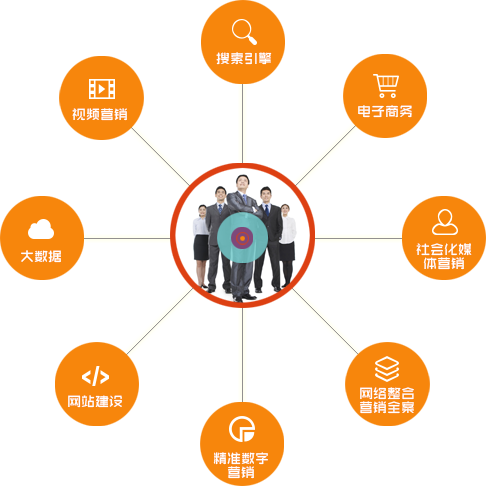 搜索引擎
视频营销
电子商务
大数据
社会化媒
体营销
网站建设
网络整合
营销全案
精准数字
营销